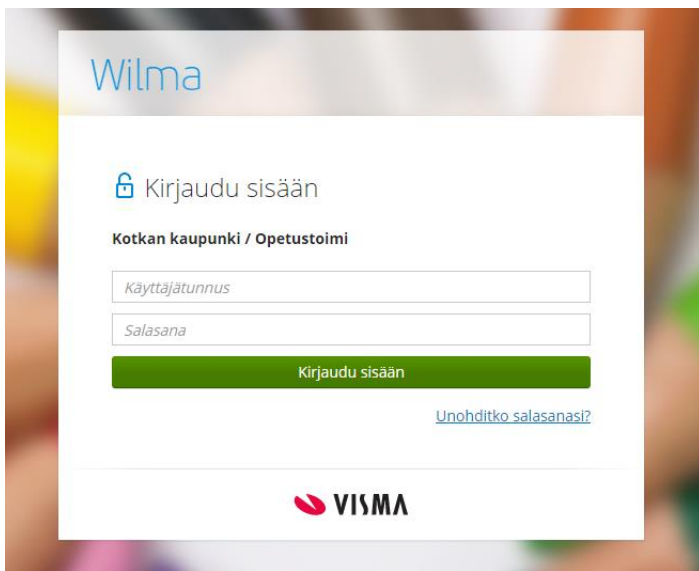 Wilma
Kirjaudu sisään
Kotkan kaupunki / Opetustoimi
Käyttäjätunnus
Salasana
Kirjaudu sisään
Unohditko salasanasi?
VISMA